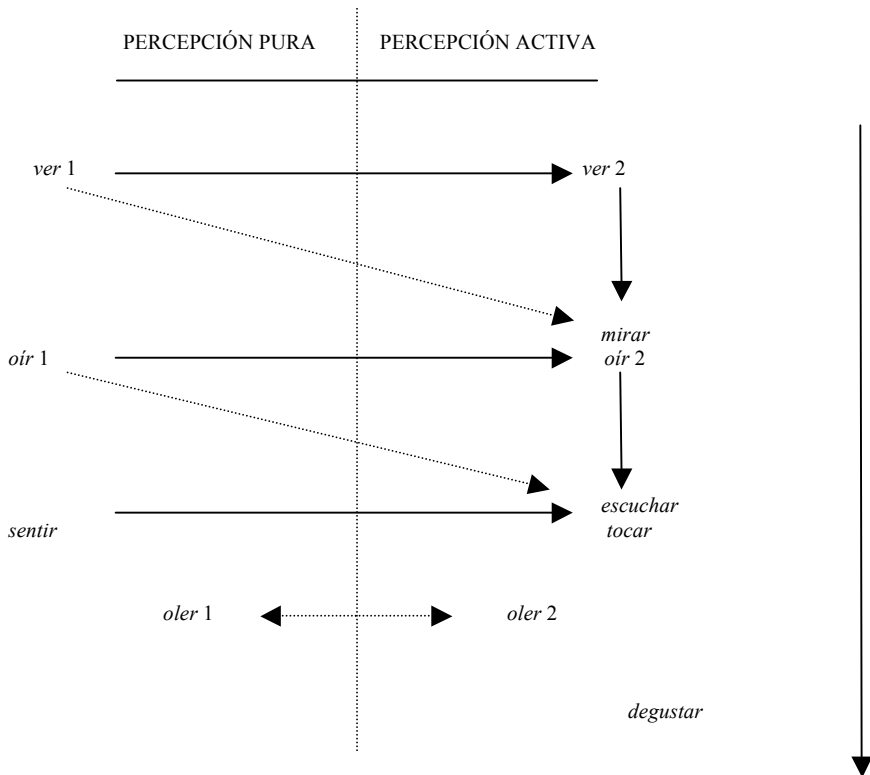 PERCEPCIÓN PURA PERCEPCIÓN ACTIVA
ver 1 ver 2
mirar
oír 1 oír 2
escuchar
sentir tocar
oler 1 oler 2
degustar